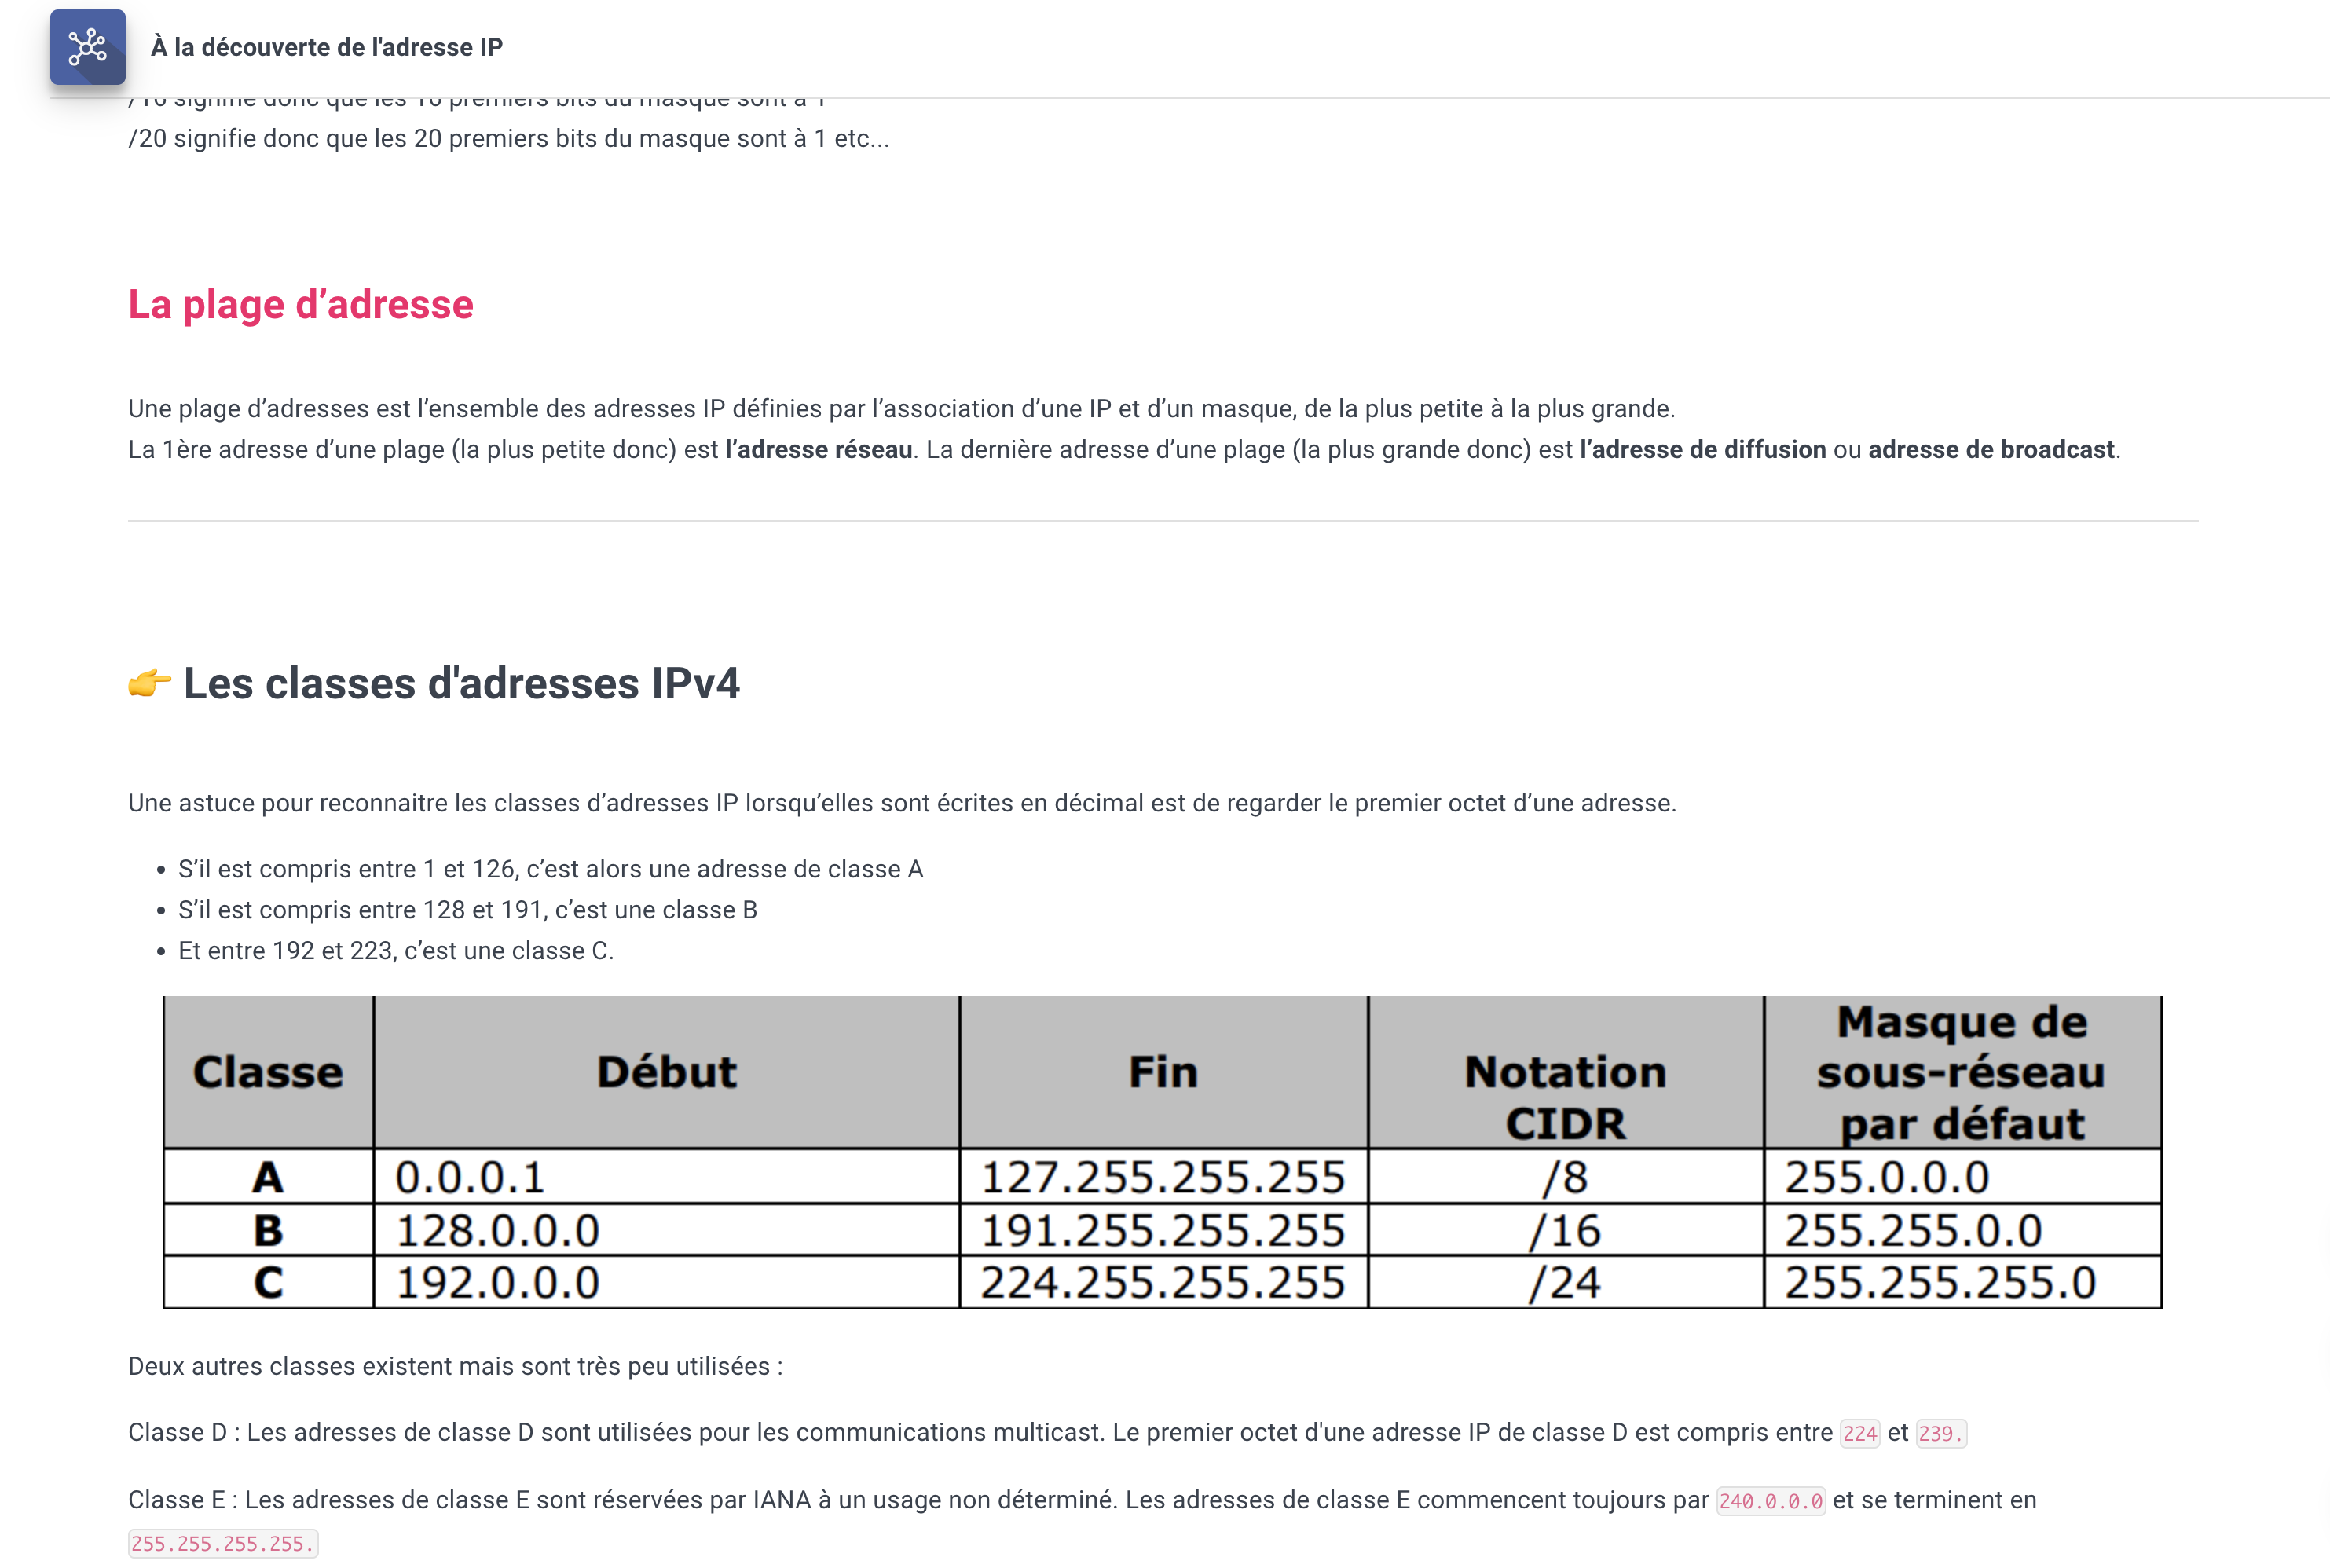 À la découverte de l'adresse IP
/16 signifie donc que les 16 premiers bits du masque sont à 1
/20 signifie donc que les 20 premiers bits du masque sont à 1 etc...
La plage d’adresse
Une plage d’adresses est l’ensemble des adresses IP définies par l’association d’une IP et d’un masque, de la plus petite à la plus grande.
La 1ère adresse d’une plage (la plus petite donc) est l’adresse réseau. La dernière adresse d’une plage (la plus grande donc) est l’adresse de diffusion ou adresse de broadcast.
👉 Les classes d'adresses IPv4
Une astuce pour reconnaitre les classes d’adresses IP lorsqu’elles sont écrites en décimal est de regarder le premier octet d’une adresse.
• S’il est compris entre 1 et 126, c’est alors une adresse de classe A
• S’il est compris entre 128 et 191, c’est une classe B
• Et entre 192 et 223, c’est une classe C.
Classe Début Fin Notation CIDR Masque de sous-réseau par défaut
A 0.0.0.1 127.255.255.255 /8 255.0.0.0
B 128.0.0.0 191.255.255.255 /16 255.255.0.0
C 192.0.0.0 224.255.255.255 /24 255.255.255.0
Deux autres classes existent mais sont très peu utilisées :
Classe D : Les adresses de classe D sont utilisées pour les communications multicast. Le premier octet d'une adresse IP de classe D est compris entre 224 et 239.
Classe E : Les adresses de classe E sont réservées par IANA à un usage non déterminé. Les adresses de classe E commencent toujours par 240.0.0.0 et se terminent en
255.255.255.255.